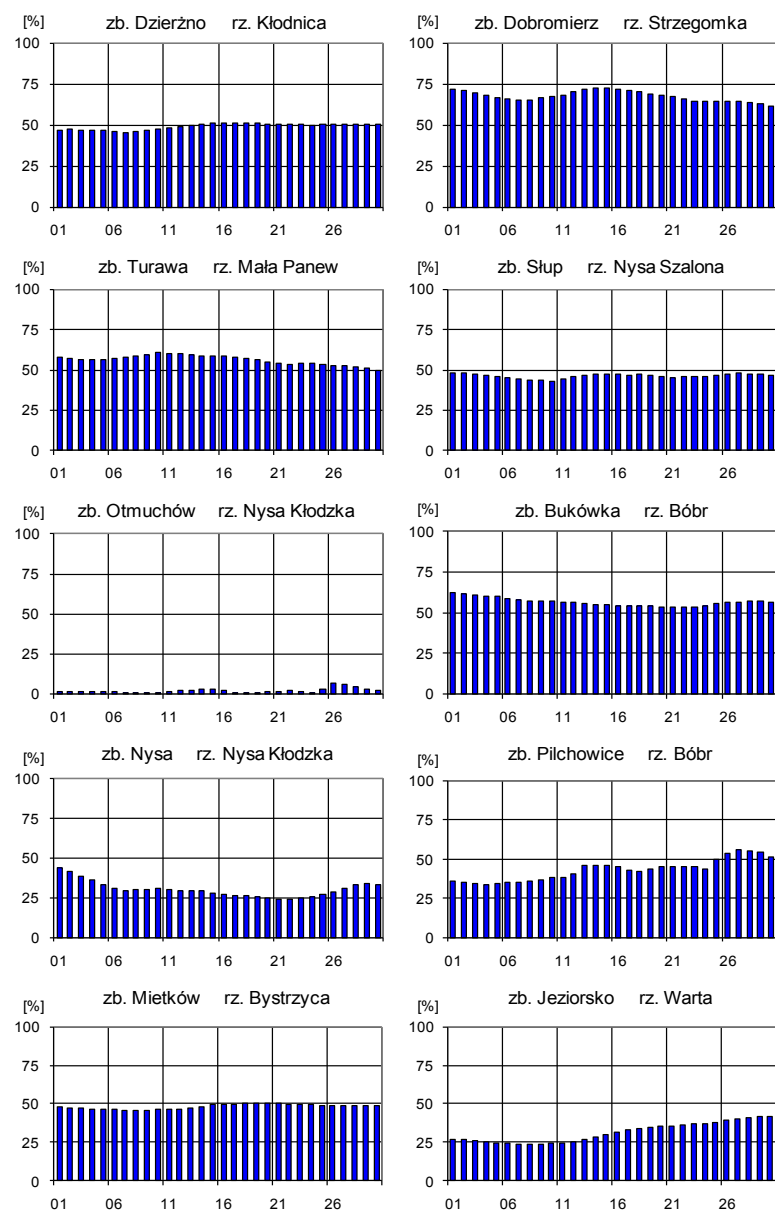 [%] zb. Dzierżno rz. Kłodnica
100
75
50
25
0
01 06 11 16 21 26
[%] zb. Dobromierz rz. Strzegomka
100
75
50
25
0
01 06 11 16 21 26
[%] zb. Turawa rz. Mała Panew
100
75
50
25
0
01 06 11 16 21 26
[%] zb. Słup rz. Nysa Szalona
100
75
50
25
0
01 06 11 16 21 26
[%] zb. Otmuchów rz. Nysa Kłodzka
100
75
50
25
0
01 06 11 16 21 26
[%] zb. Bukówka rz. Bóbr
100
75
50
25
0
01 06 11 16 21 26
[%] zb. Nysa rz. Nysa Kłodzka
100
75
50
25
0
01 06 11 16 21 26
[%] zb. Pilchowice rz. Bóbr
100
75
50
25
0
01 06 11 16 21 26
[%] zb. Mietków rz. Bystrzyca
100
75
50
25
0
01 06 11 16 21 26
[%] zb. Jeziorsko rz. Warta
100
75
50
25
0
01 06 11 16 21 26